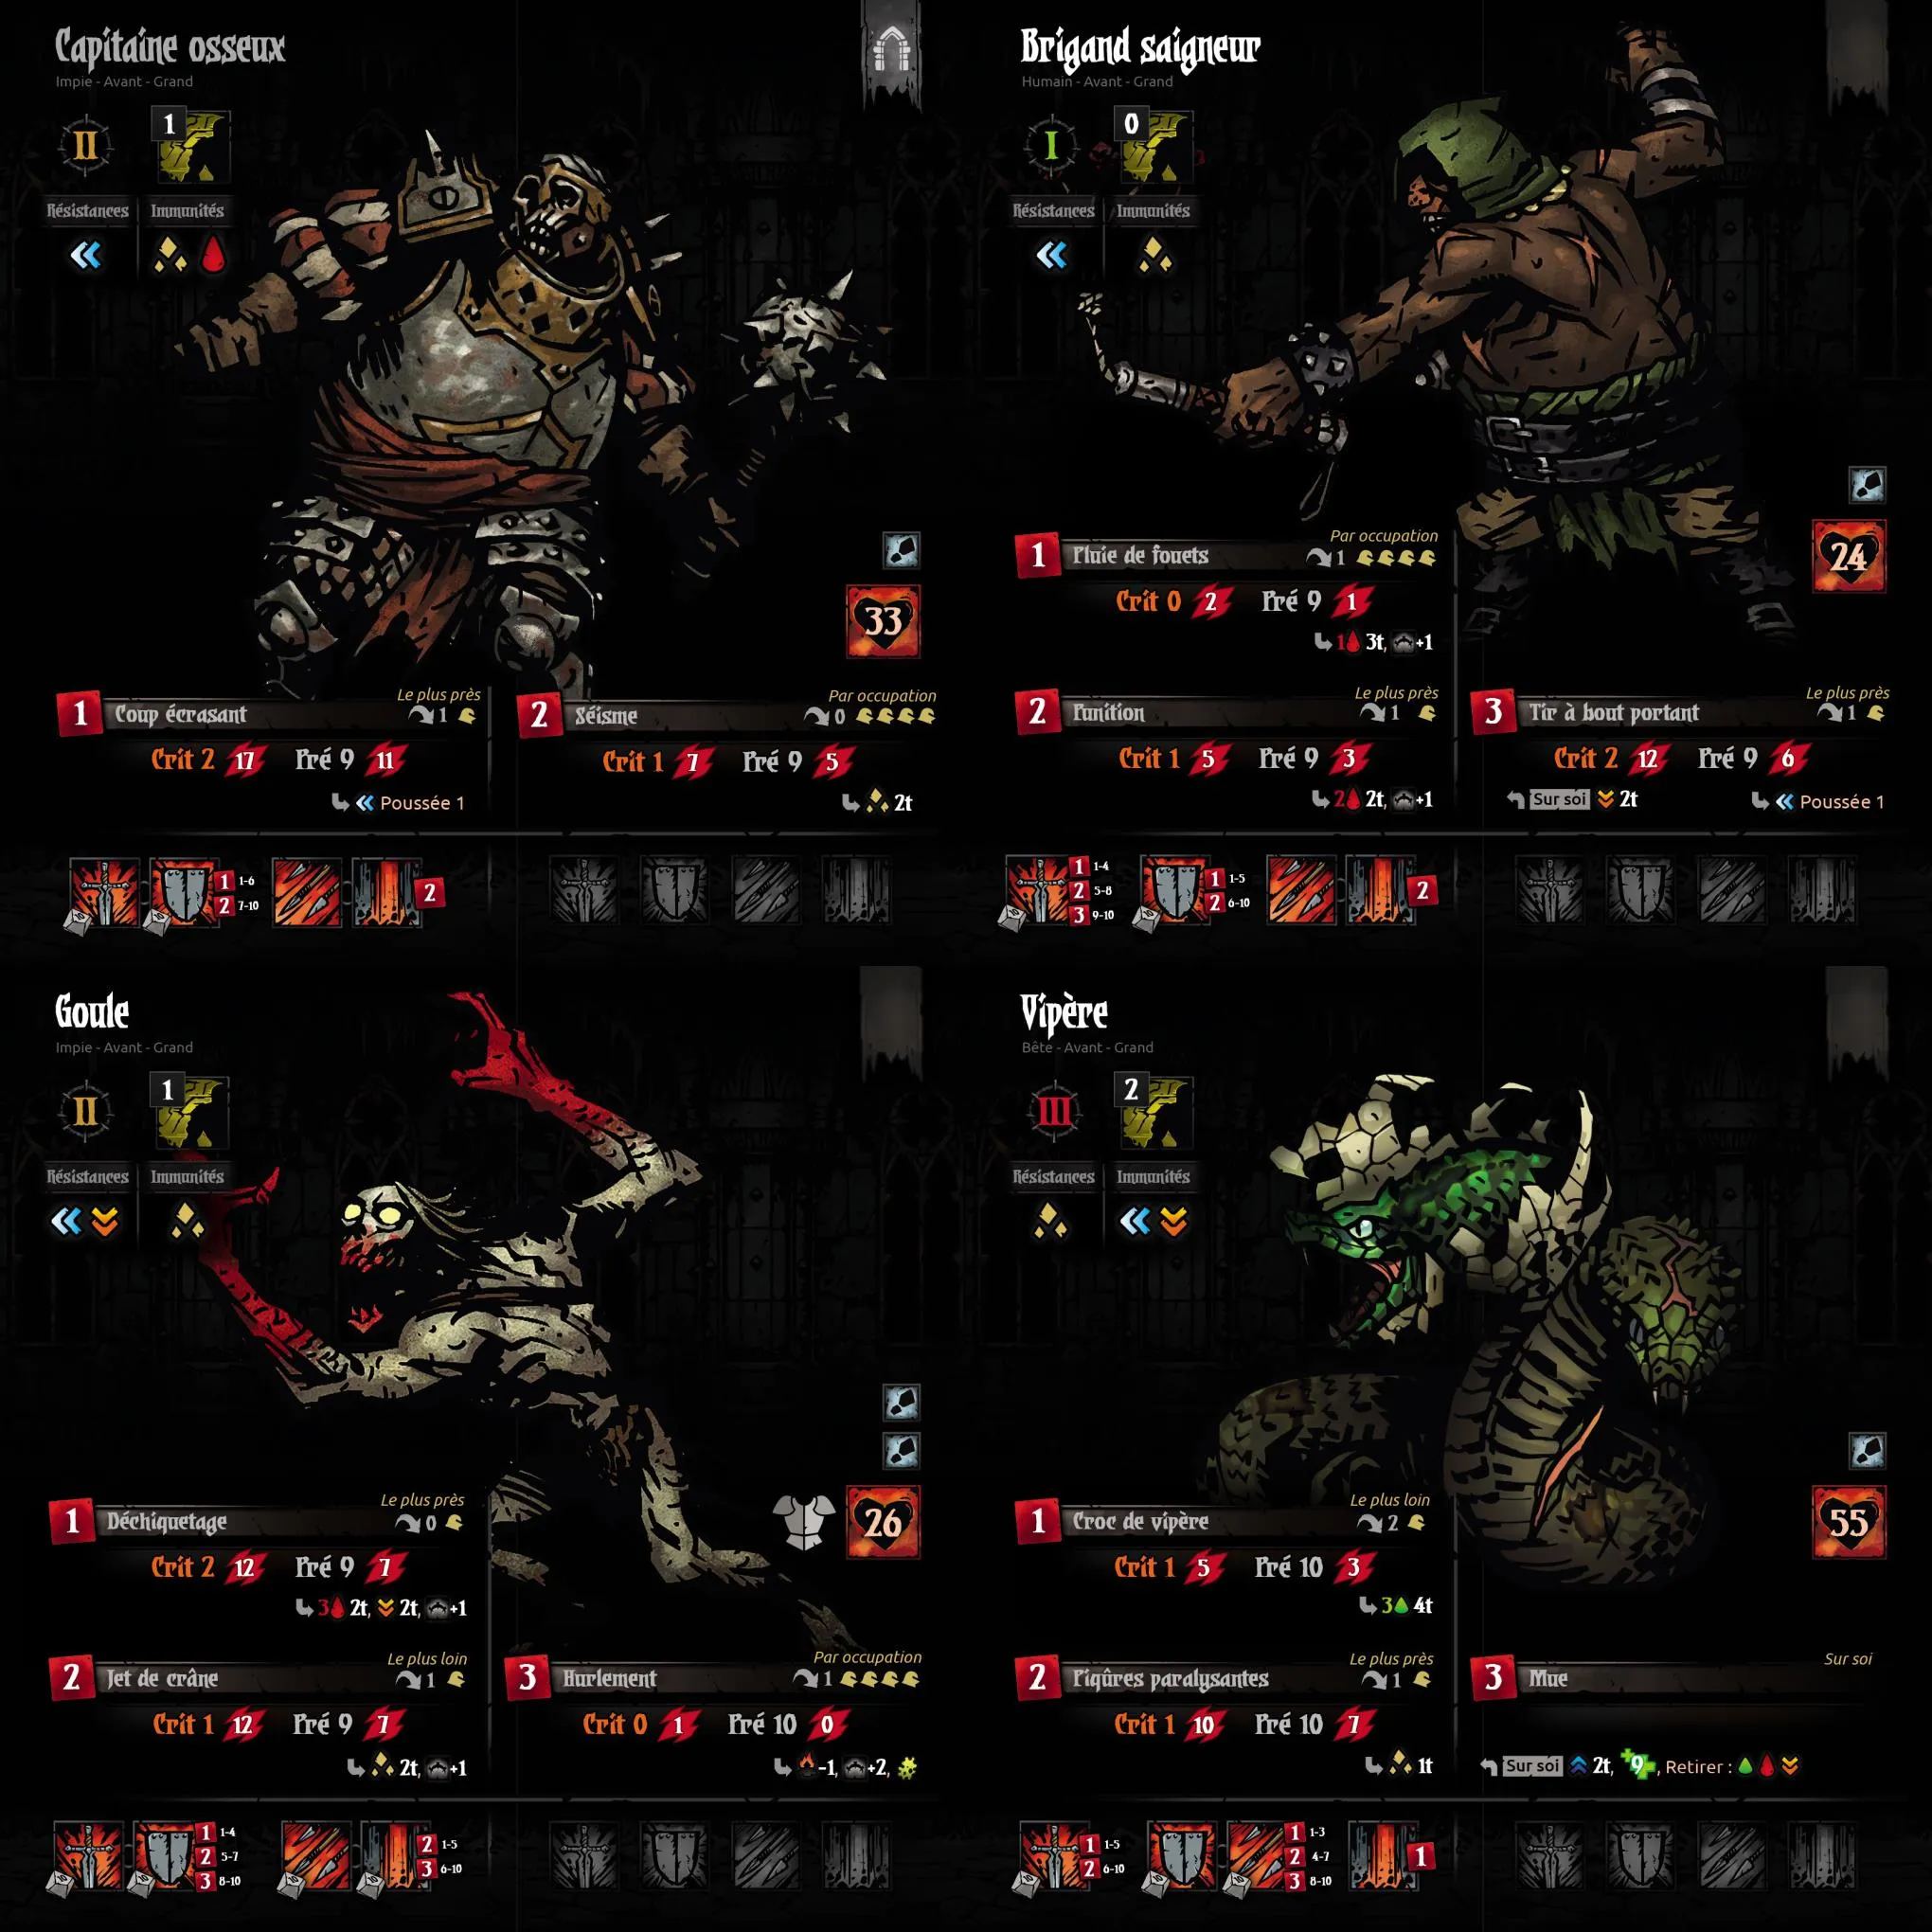 Capitaine osseux
Impie - Avant - Grand
II
1
Résistances
Immunités
33
1
Coup écrasant
Le plus près
1
Crit 2 17 Pré 9 11
Poussée 1
2
Séisme
Par occupation
0
Crit 1 7 Pré 9 5
2t
1 1-6
2 7-10
2
Brigand saigneur
Humain - Avant - Grand
I
0
Résistances
Immunités
24
1
Pluie de fouets
Par occupation
1
Crit 0 2 Pré 9 1
1 3t, +1
2
Punition
Le plus près
1
Crit 1 5 Pré 9 3
2 2t, +1
3
Tir à bout portant
Le plus près
1
Crit 2 12 Pré 9 6
Sur soi 2t
Poussée 1
1 1-4
2 5-8
3 9-10
1 1-5
2 6-10
2
Goule
Impie - Avant - Grand
II
1
Résistances
Immunités
26
1
Déchiquetage
Le plus près
0
Crit 2 12 Pré 9 7
3 2t, 2t, +1
2
Jet de crâne
Le plus loin
1
Crit 1 12 Pré 9 7
2t, +1
3
Hurlement
Par occupation
1
Crit 0 1 Pré 10 0
-1, +2,
1 1-4
2 5-7
3 8-10
2 1-5
3 6-10
Vipère
Bête - Avant - Grand
III
2
Résistances
Immunités
55
1
Croc de vipère
Le plus loin
2
Crit 1 5 Pré 10 3
3 4t
2
Piqûres paralysantes
Le plus près
1
Crit 1 10 Pré 10 7
1t
3
Mue
Sur soi
Sur soi 2t, 9, Retirer :
1 1-5
2 6-10
1 1-3
2 4-7
3 8-10
1